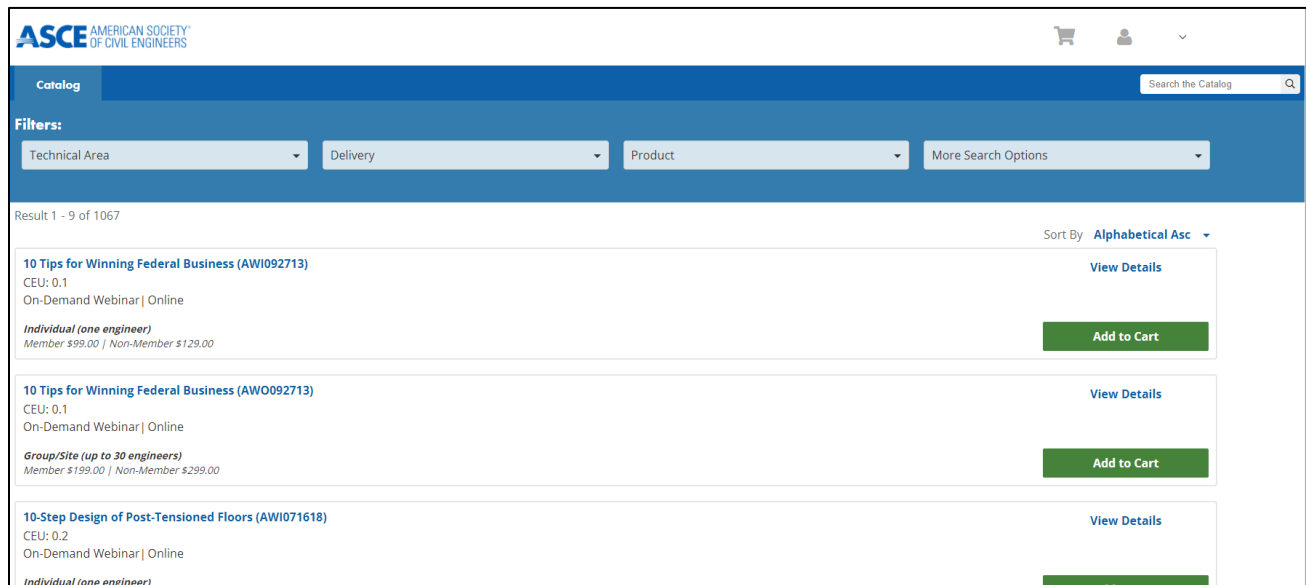 ASCE AMERICAN SOCIETY
OF CIVIL ENGINEERS
Catalog
Search the Catalog
Filters:
Technical Area
Delivery
Product
More Search Options
Result 1 - 9 of 1067
Sort By Alphabetical Asc
10 Tips for Winning Federal Business (AWI092713)
View Details
CEU: 0.1
On-Demand Webinar| Online
Individual (one engineer)
Member $99.00 | Non-Member $129.00
Add to Cart
10 Tips for Winning Federal Business (AWO092713)
View Details
CEU: 0.1
On-Demand Webinar| Online
Group/Site (up to 30 engineers)
Member $199.00 | Non-Member $299.00
Add to Cart
10-Step Design of Post-Tensioned Floors (AWI071618)
View Details
CEU: 0.2
On-Demand Webinar| Online
Individual (one engineer)